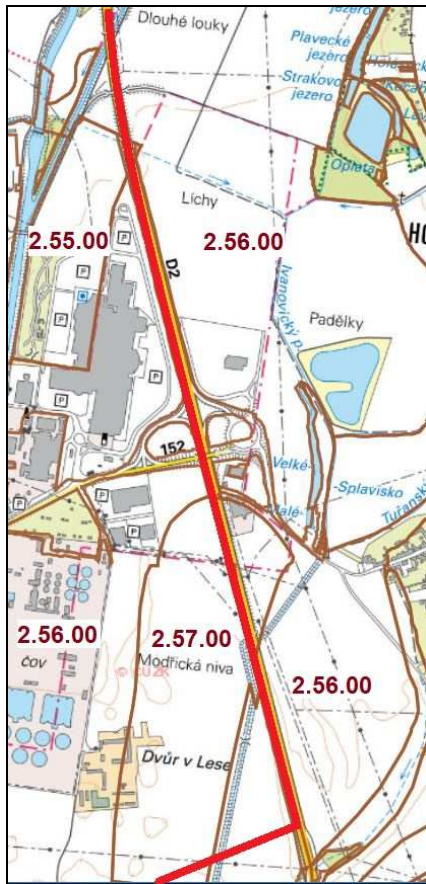 Dlouhé louky
Plavecké
jezero
Strakovo
jezero
Oplata
Líchy
HO
2.55.00
2.56.00
D2
Ivanovický p.
Padělky
P
P
P
P
P
P
152
Velké
Malé
Splavisko
Tuřansk
P
P
2.56.00
2.57.00
2.56.00
ČOV
Modřická niva
Dvůr v Lese